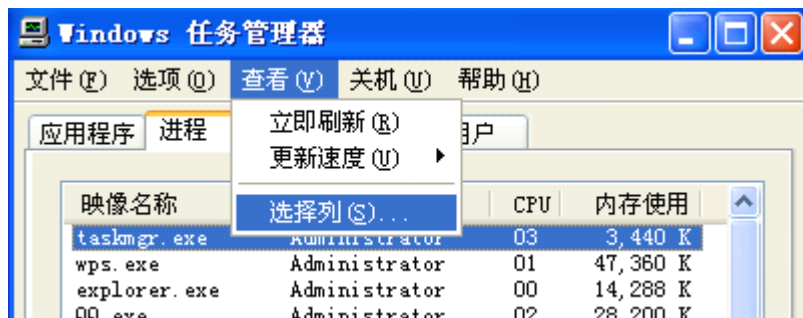 Windows 任务管理器
文件(F) 选项(O) 查看(V) 关机(U) 帮助(H)
应用程序 进程 用户
立即刷新(R)
更新速度(U)
选择列(S)...
映像名称 CPU 内存使用
taskmgr.exe Administrator 03 3,440 K
wps.exe Administrator 01 47,360 K
explorer.exe Administrator 00 14,288 K
QQ.exe Administrator 02 28,200 K